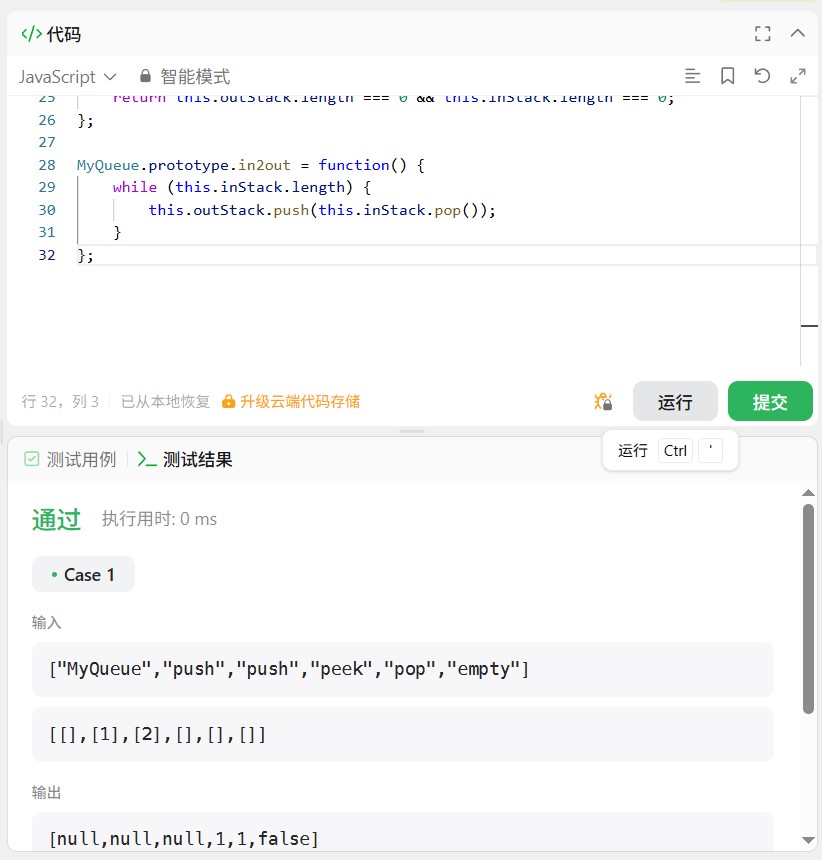 </> 代码
JavaScript 智能模式
25 return this.outStack.length === 0 && this.inStack.length === 0;
26 };
27
28 MyQueue.prototype.in2out = function() {
29 while (this.inStack.length) {
30 this.outStack.push(this.inStack.pop());
31 }
32 };
行 32，列 3 已从本地恢复 升级云端代码存储 运行 提交
测试用例 测试结果 运行 Ctrl '
通过 执行用时: 0 ms
• Case 1
输入
["MyQueue","push","push","peek","pop","empty"]
[[],[1],[2],[],[],[]]
输出
[null,null,null,1,1,false]